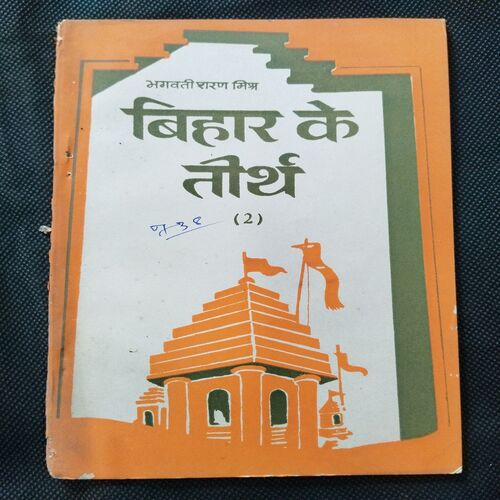 भगवती शरण मिश्र
बिहार के
तीर्थ
(2)